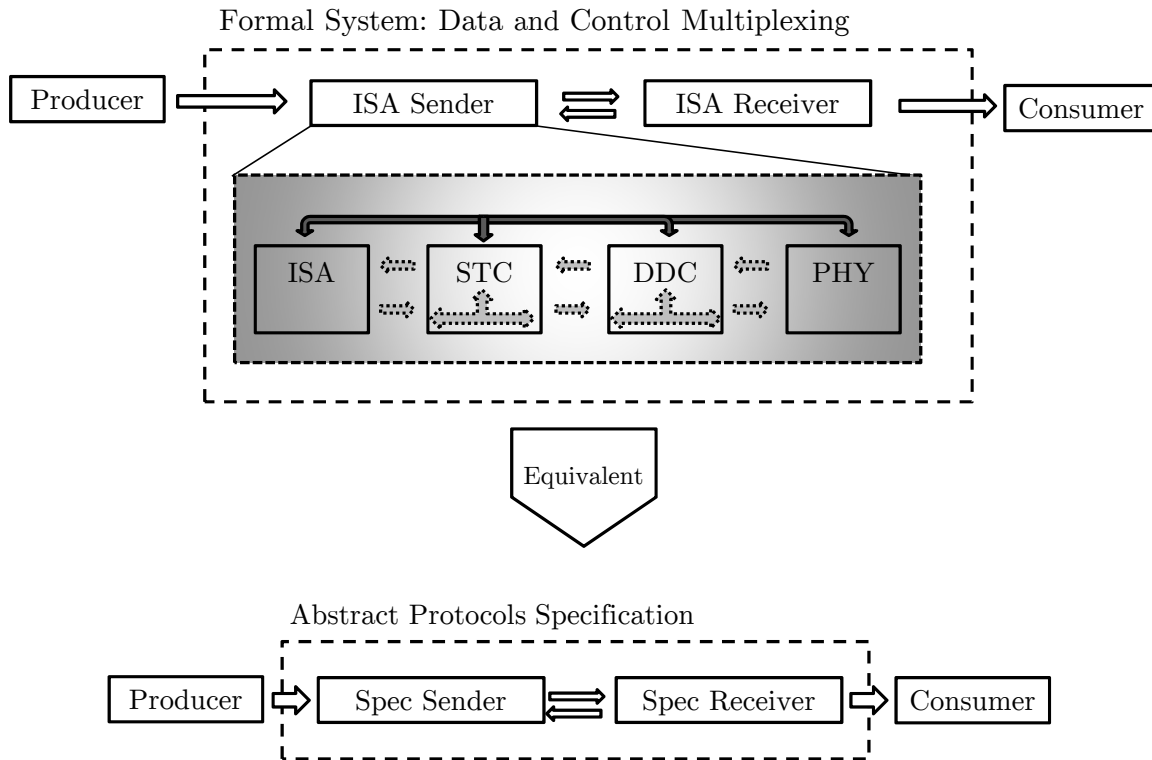 Formal System: Data and Control Multiplexing
Producer
ISA Sender
ISA Receiver
Consumer
ISA
STC
DDC
PHY
Equivalent
Abstract Protocols Specification
Producer
Spec Sender
Spec Receiver
Consumer